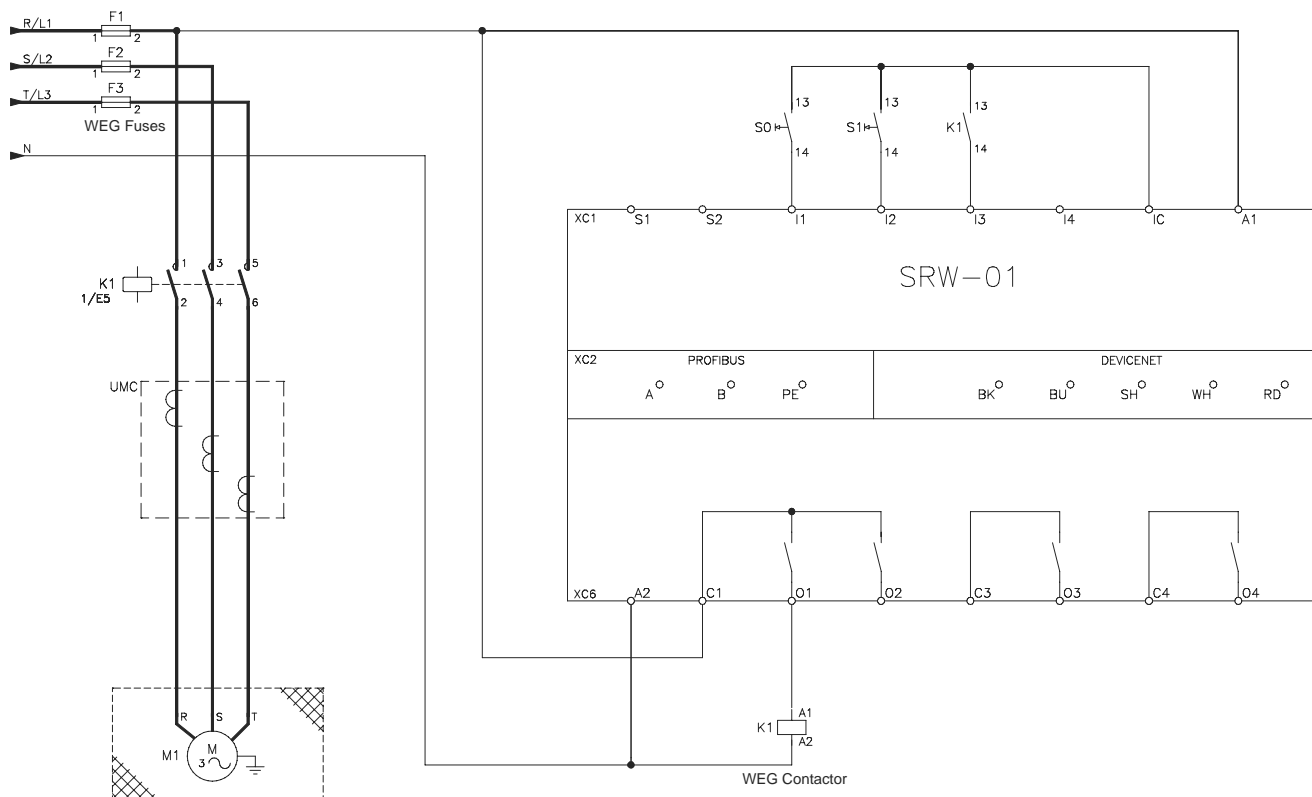 R/L1
F1
1 2
S/L2
F2
1 2
T/L3
F3
1 2
WEG Fuses
N
13 13 13
S0 S1 K1
14 14 14
XC1 S1 S2 I1 I2 I3 I4 IC A1
SRW-01
1 3 5
K1
1/E5
2 4 6
XC2 PROFIBUS DEVICENET
A B PE BK BU SH WH RD
UMC
XC6 A2 C1 O1 O2 C3 O3 C4 O4
R S T
M1
M
3
A1
K1
A2
WEG Contactor